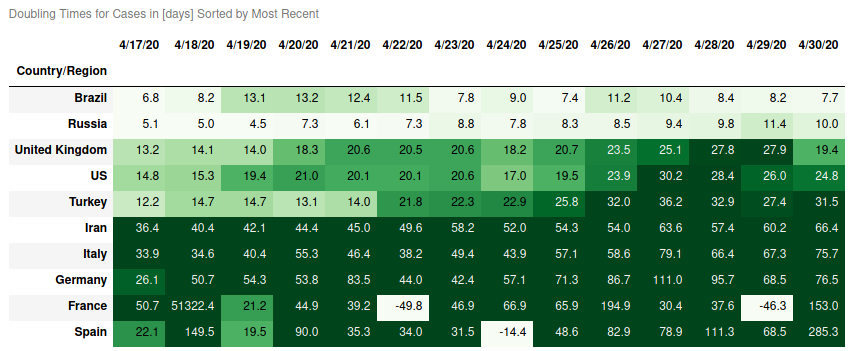 Doubling Times for Cases in [days] Sorted by Most Recent
4/17/20 4/18/20 4/19/20 4/20/20 4/21/20 4/22/20 4/23/20 4/24/20 4/25/20 4/26/20 4/27/20 4/28/20 4/29/20 4/30/20
Country/Region
Brazil 6.8 8.2 13.1 13.2 12.4 11.5 7.8 9.0 7.4 11.2 10.4 8.4 8.2 7.7
Russia 5.1 5.0 4.5 7.3 6.1 7.3 8.8 7.8 8.3 8.5 9.4 9.8 11.4 10.0
United Kingdom 13.2 14.1 14.0 18.3 20.6 20.5 20.6 18.2 20.7 23.5 25.1 27.8 27.9 19.4
US 14.8 15.3 19.4 21.0 20.1 20.1 20.6 17.0 19.5 23.9 30.2 28.4 26.0 24.8
Turkey 12.2 14.7 14.7 13.1 14.0 21.8 22.3 22.9 25.8 32.0 36.2 32.9 27.4 31.5
Iran 36.4 40.4 42.1 44.4 45.0 49.6 58.2 52.0 54.3 54.0 63.6 57.4 60.2 66.4
Italy 33.9 34.6 40.4 55.3 46.4 38.2 49.4 43.9 57.1 58.6 79.1 66.4 67.3 75.7
Germany 26.1 50.7 54.3 53.8 83.5 44.0 42.4 57.1 71.3 86.7 111.0 95.7 68.5 76.5
France 50.7 51322.4 21.2 44.9 39.2 -49.8 46.9 66.9 65.9 194.9 30.4 37.6 -46.3 153.0
Spain 22.1 149.5 19.5 90.0 35.3 34.0 31.5 -14.4 48.6 82.9 78.9 111.3 68.5 285.3